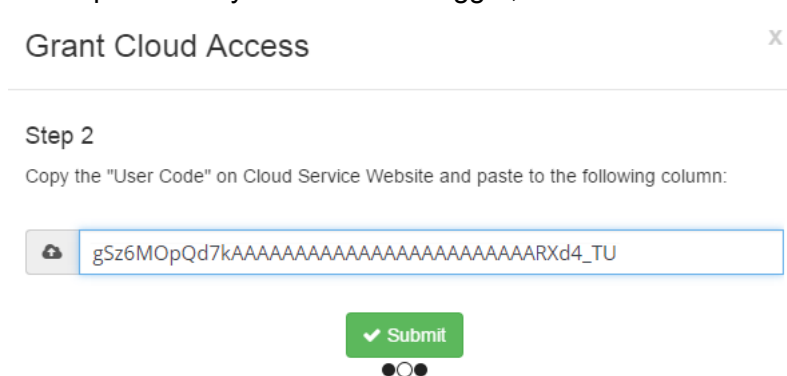 Grant Cloud Access
X
Step 2
Copy the "User Code" on Cloud Service Website and paste to the following column:
gSz6MOpQd7kAAAAAAAAAAAAAAAAAAAAAAAARXd4_TU
Submit